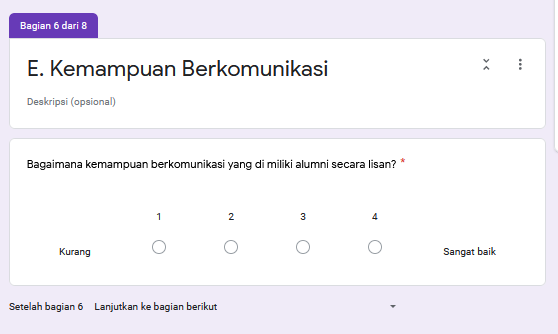 Bagian 6 dari 8
E. Kemampuan Berkomunikasi
Deskripsi (opsional)
Bagaimana kemampuan berkomunikasi yang di miliki alumni secara lisan? *
1 2 3 4
Kurang Sangat baik
Setelah bagian 6 Lanjutkan ke bagian berikut